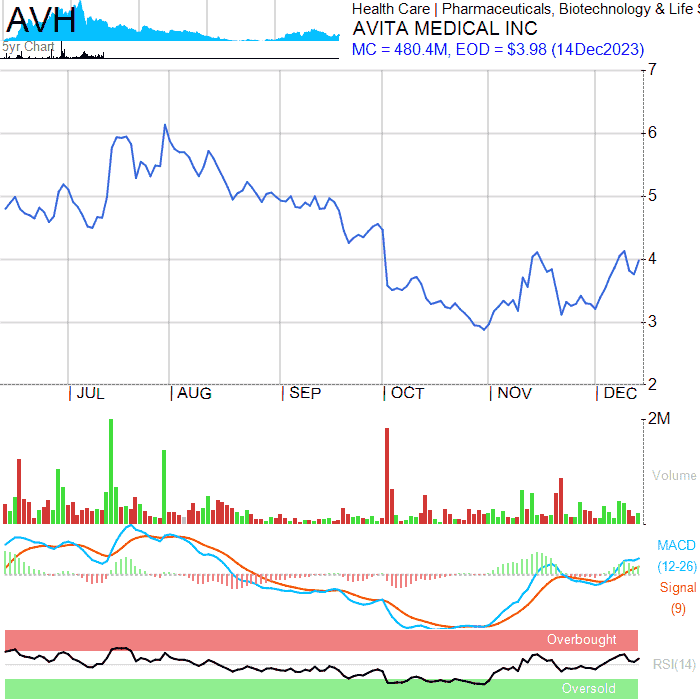 AVH
5yr Chart
Health Care | Pharmaceuticals, Biotechnology & Life S
AVITA MEDICAL INC
MC = 480.4M, EOD = $3.98 (14Dec2023)
7
6
5
4
3
2
JUL AUG SEP OCT NOV DEC
2M
Volume
MACD
(12-26)
Signal
(9)
Overbought
RSI(14)
Oversold